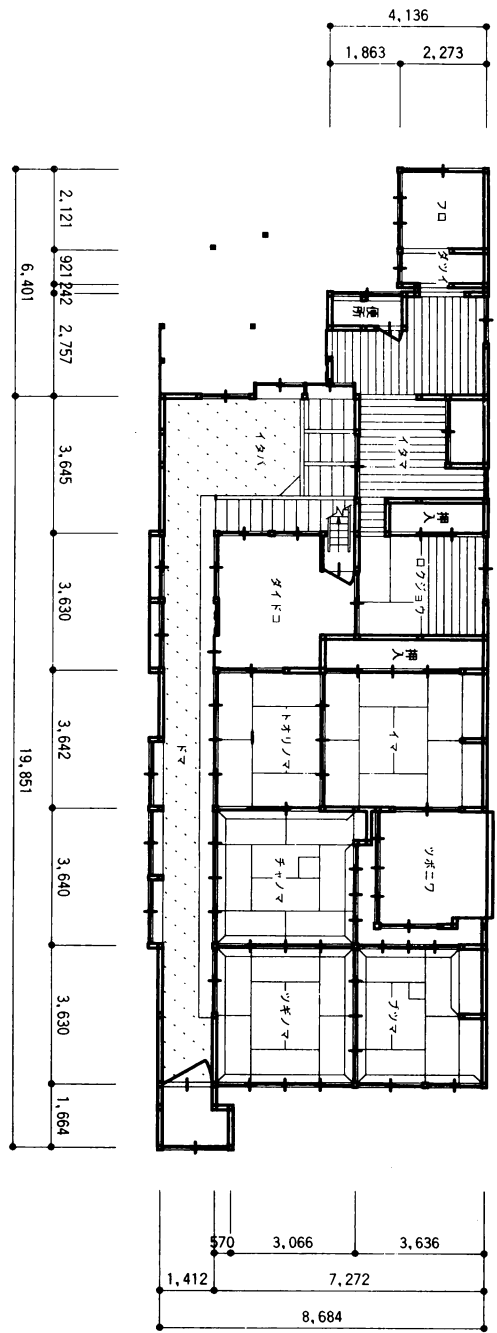 4,136
1,863
2,273
2,121
921
242
2,757
6,401
3,645
3,630
3,642
3,640
3,630
1,664
19,851
フロ
ダツイ
便所
イタマ
イタバ
押入
ロクジョウ
ダイドコ
押入
ドマ
トオリノマ
イマ
チャノマ
ツボニワ
ツギノマ
ブツマ
570
3,066
3,636
1,412
7,272
8,684